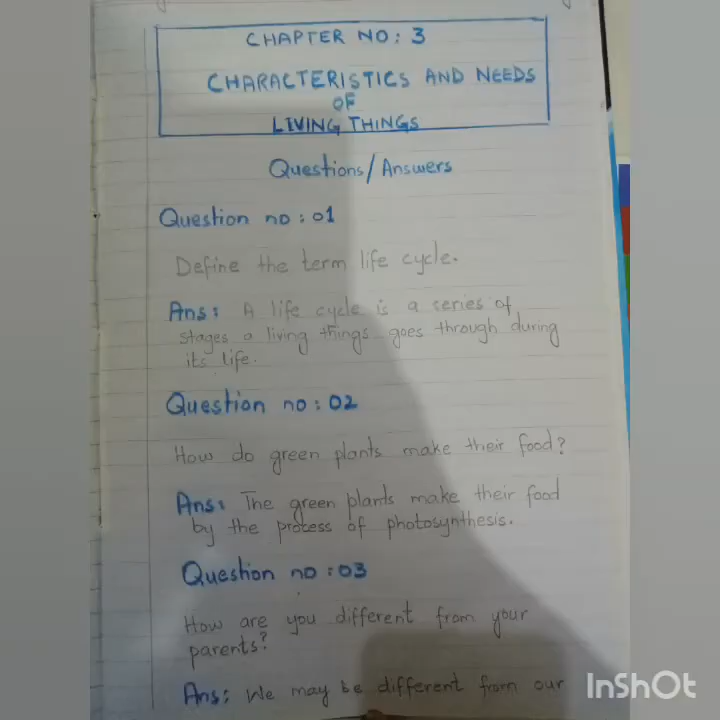 CHAPTER NO: 3
CHARACTERISTICS AND NEEDS
OF
LIVING THINGS
Questions/Answers
Question no: 01
Define the term life cycle.
Ans: A life cycle is a series of
stages a living things goes through during
its life.
Question no: 02
How do green plants make their food?
Ans: The green plants make their food
by the process of photosynthesis.
Question no: 03
How are you different from your
parents?
Ans: We may be different from our
InShOt